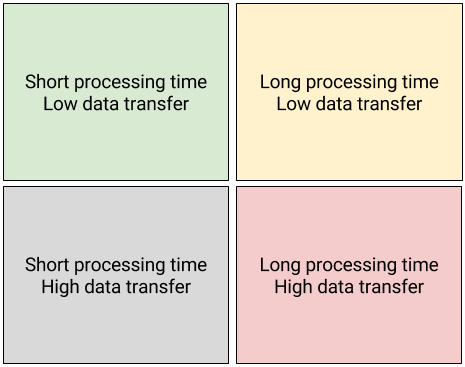 Short processing time
Low data transfer
Long processing time
Low data transfer
Short processing time
High data transfer
Long processing time
High data transfer